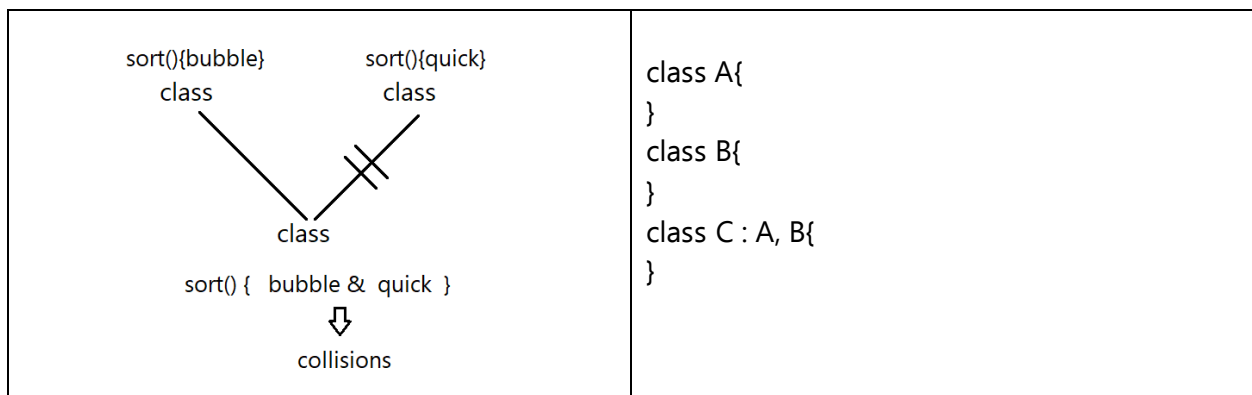 sort(){bubble} sort(){quick}
class class
class
sort() { bubble & quick }
collisions
class A{
}
class B{
}
class C : A, B{
}